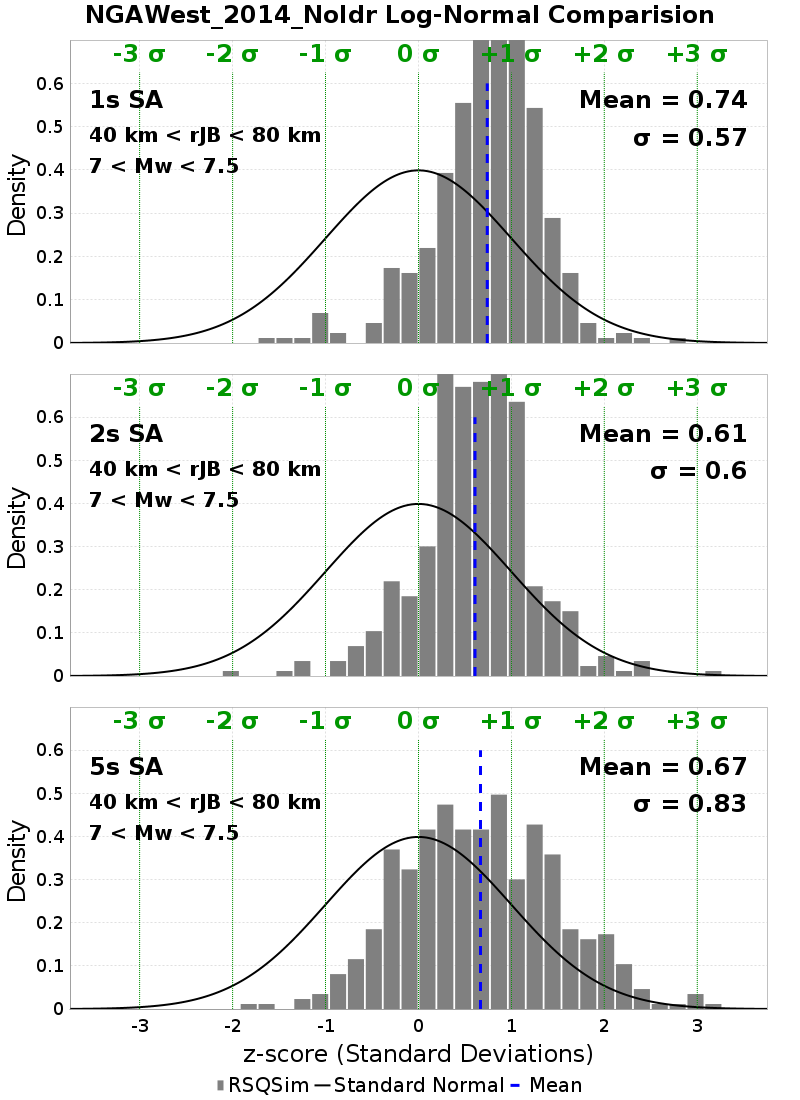 NGAWest_2014_NoIdr Log-Normal Comparision
-3 σ -2 σ -1 σ 0 σ +1 σ +2 σ +3 σ
1s SA
Mean = 0.74
40 km < rJB < 80 km
σ = 0.57
7 < Mw < 7.5
Density
0.6
0.5
0.4
0.3
0.2
0.1
0
-3 σ -2 σ -1 σ 0 σ +1 σ +2 σ +3 σ
2s SA
Mean = 0.61
40 km < rJB < 80 km
σ = 0.6
7 < Mw < 7.5
Density
0.6
0.5
0.4
0.3
0.2
0.1
0
-3 σ -2 σ -1 σ 0 σ +1 σ +2 σ +3 σ
5s SA
Mean = 0.67
40 km < rJB < 80 km
σ = 0.83
7 < Mw < 7.5
Density
0.6
0.5
0.4
0.3
0.2
0.1
0
-3 -2 -1 0 1 2 3
z-score (Standard Deviations)
RSQSim Standard Normal Mean